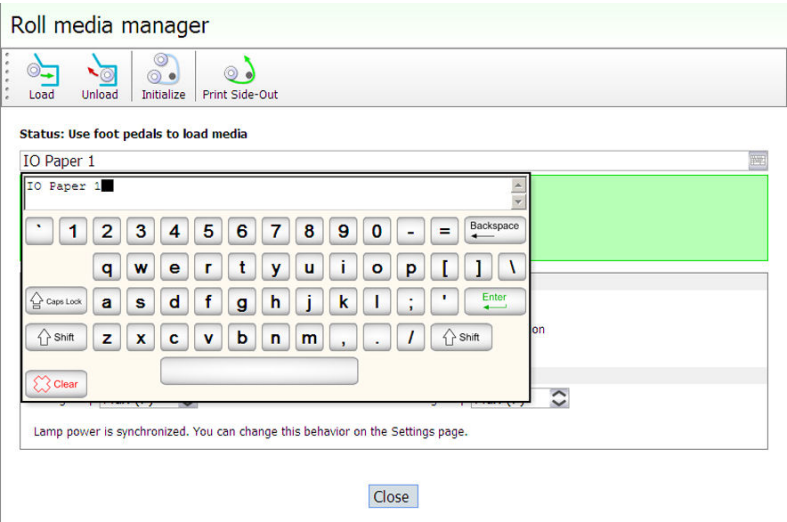 Roll media manager
Load Unload Initialize Print Side-Out
Status: Use foot pedals to load media
IO Paper 1
IO Paper 1
` 1 2 3 4 5 6 7 8 9 0 - = Backspace
q w e r t y u i o p [ ] \
Caps Lock a s d f g h j k l ; ' Enter
on
Shift z x c v b n m , . / Shift
Clear
Lamp power is synchronized. You can change this behavior on the Settings page.
Close